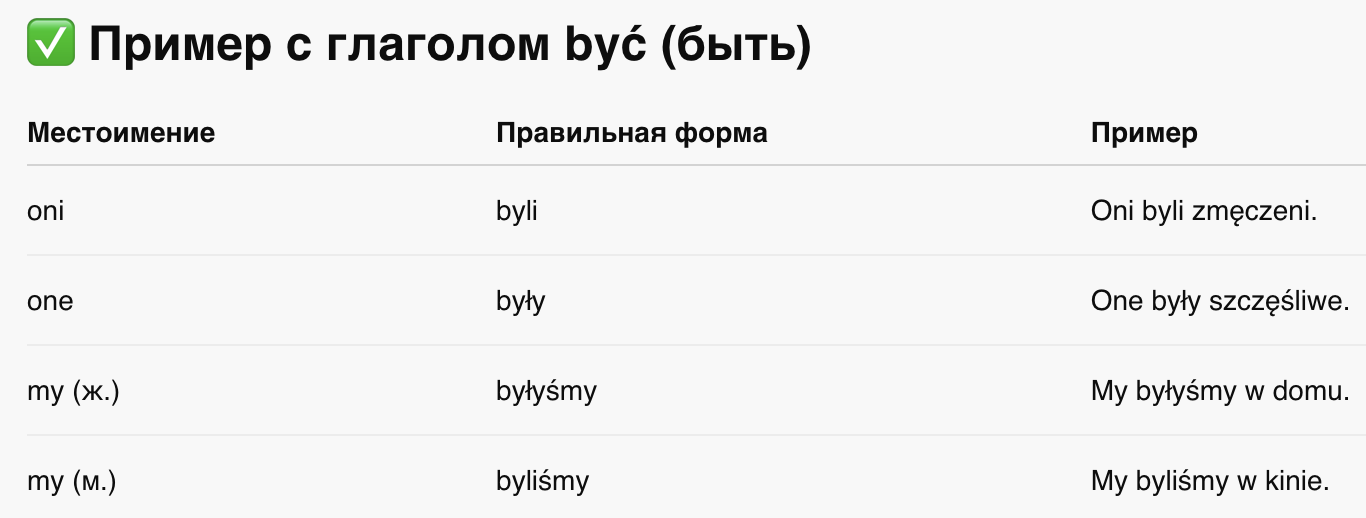 ✅ Пример с глаголом być (быть)
Местоимение Правильная форма Пример
oni byli Oni byli zmęczeni.
one były One były szczęśliwe.
my (ж.) byłyśmy My byłyśmy w domu.
my (м.) byliśmy My byliśmy w kinie.